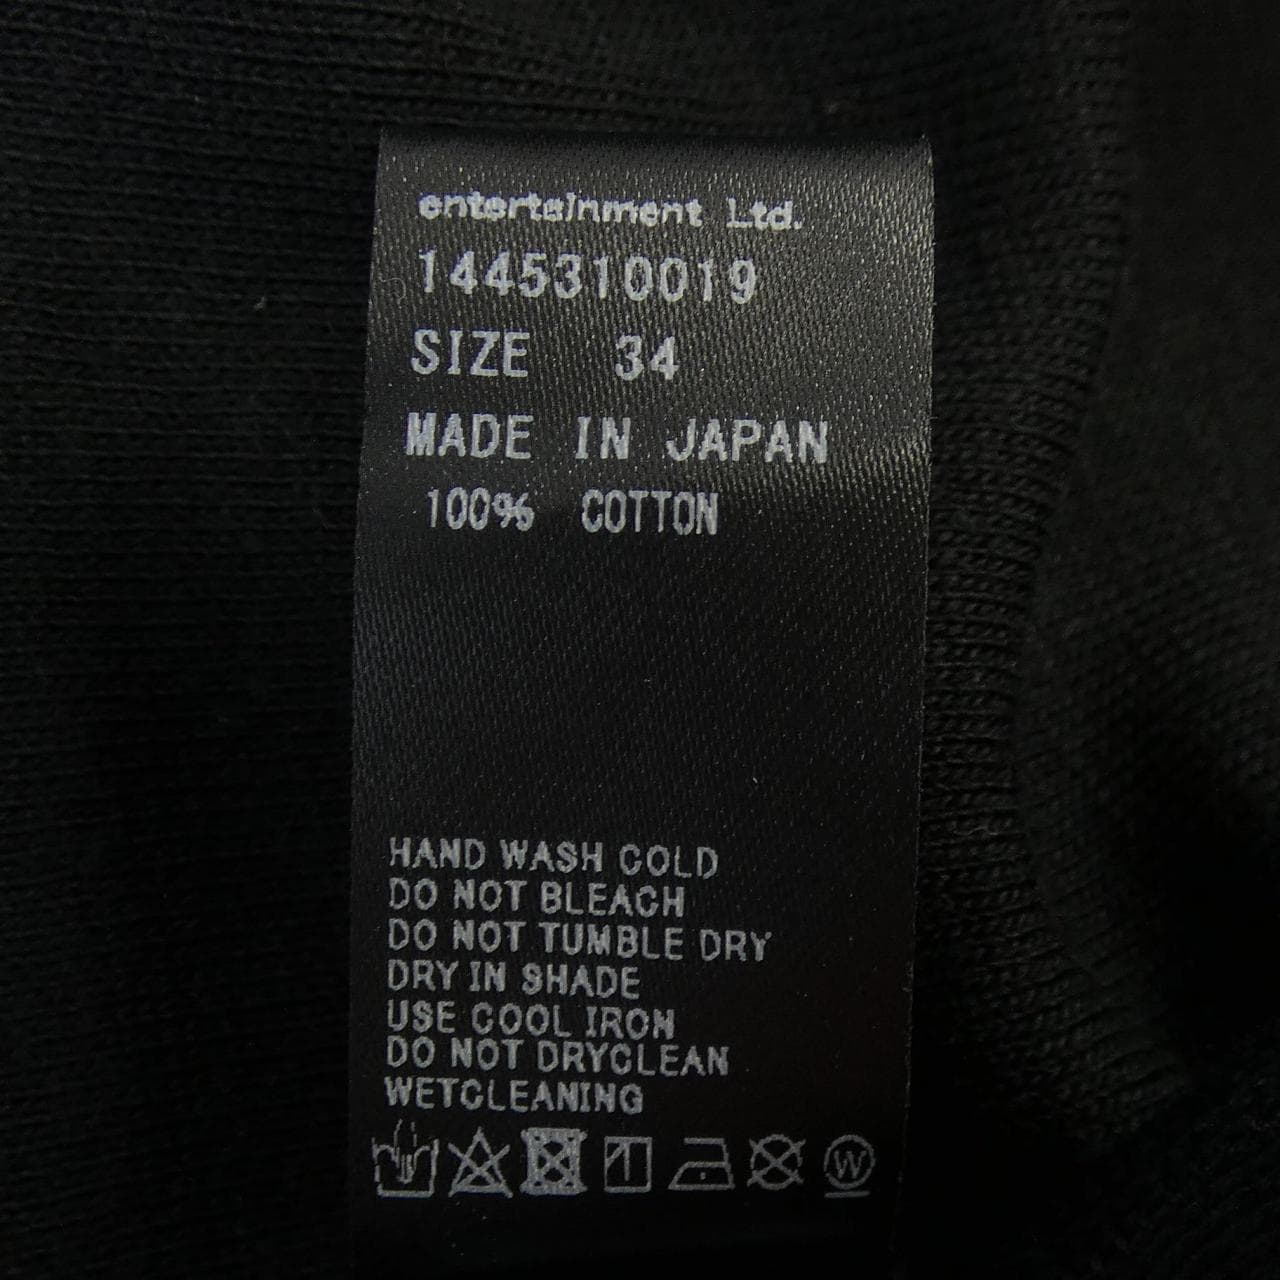 entertainment Ltd.
1445310019
SIZE 34
MADE IN JAPAN
100% COTTON
HAND WASH COLD
DO NOT BLEACH
DO NOT TUMBLE DRY
DRY IN SHADE
USE COOL IRON
DO NOT DRYCLEAN
WETCLEANING
W